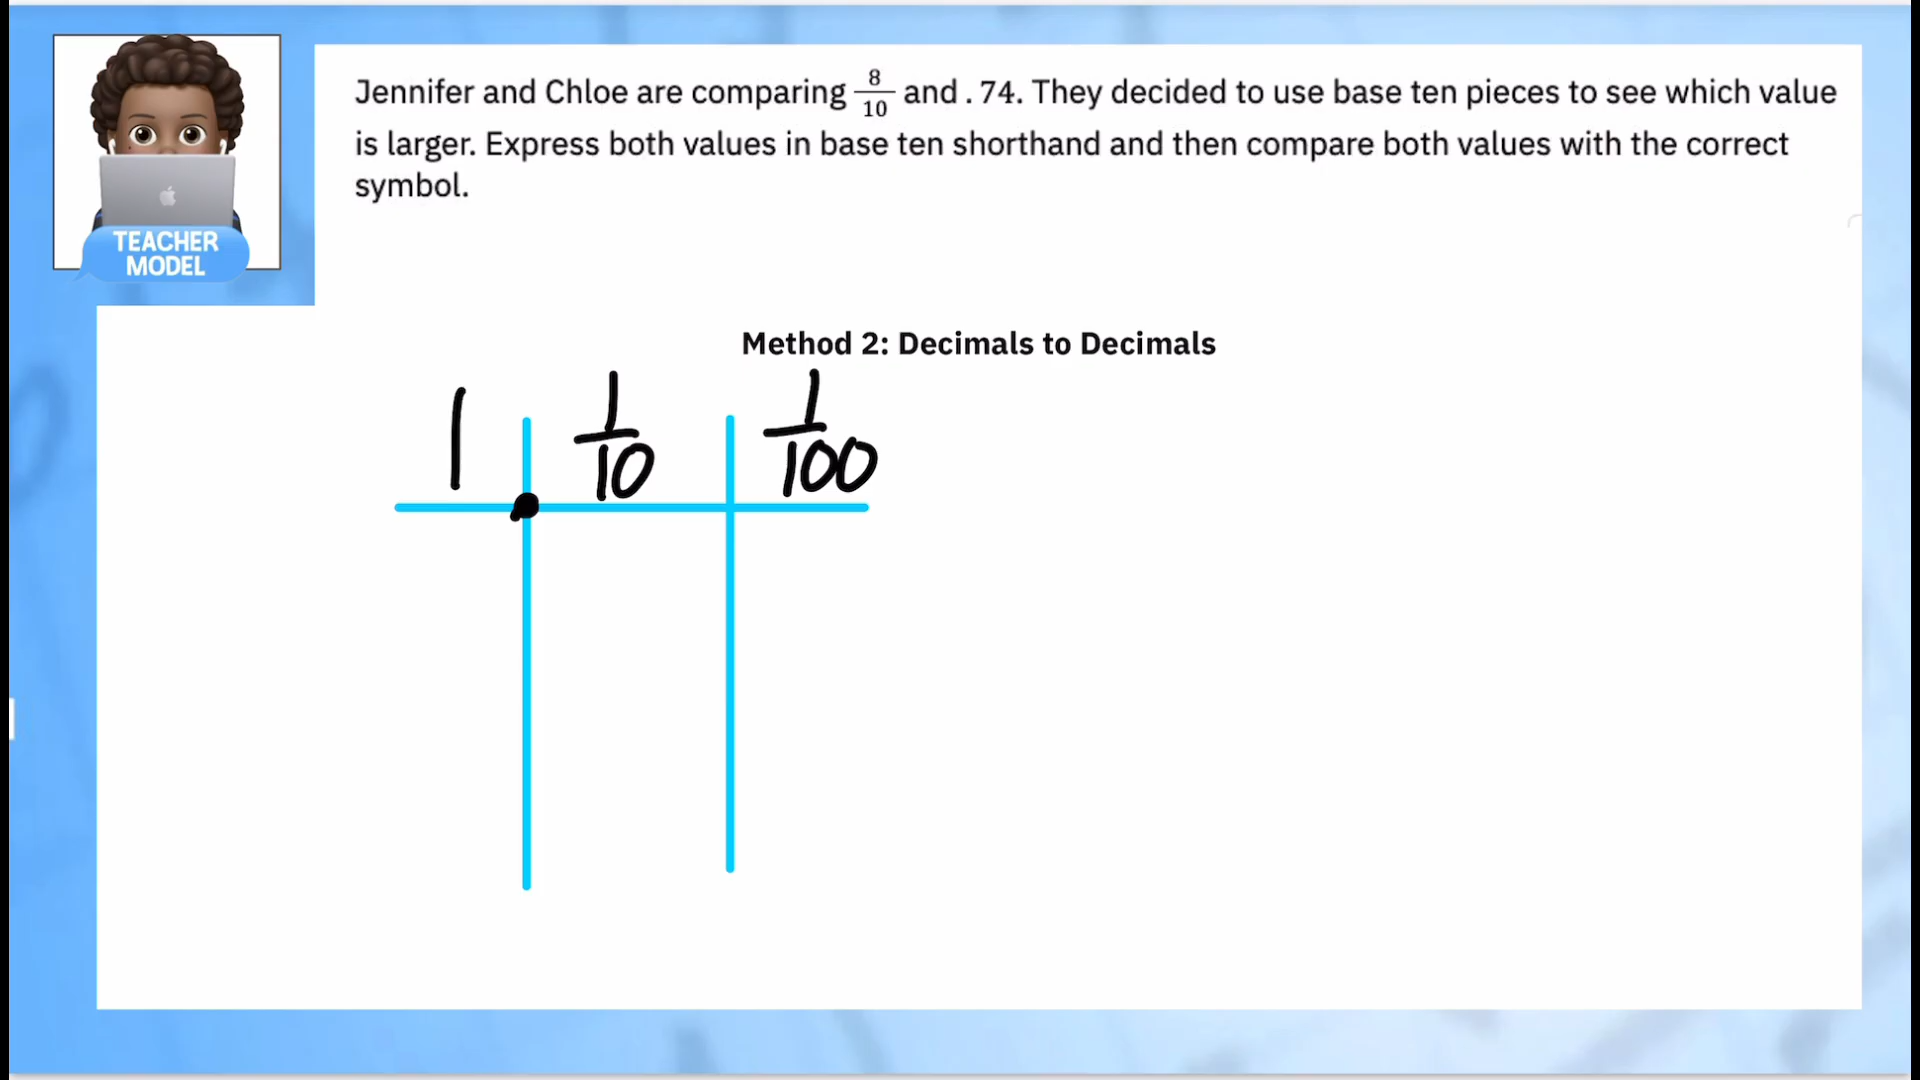 TEACHER
MODEL
Jennifer and Chloe are comparing 8/10 and . 74. They decided to use base ten pieces to see which value
is larger. Express both values in base ten shorthand and then compare both values with the correct
symbol.
Method 2: Decimals to Decimals
1 1/10 1/100